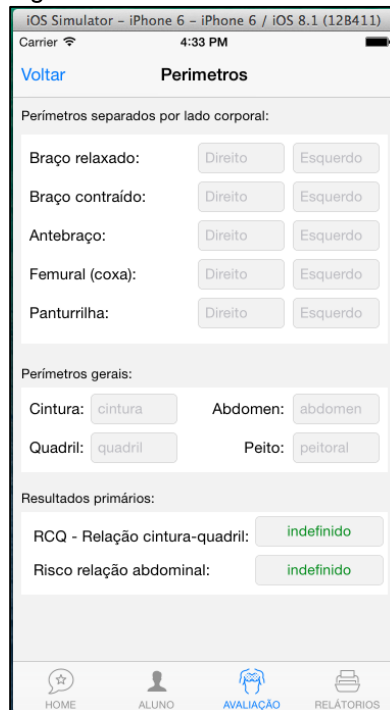 iOS Simulator – iPhone 6 – iPhone 6 / iOS 8.1 (12B411)
Carrier 4:33 PM
Voltar Perimetros
Perímetros separados por lado corporal:
Braço relaxado: Direito Esquerdo
Braço contraído: Direito Esquerdo
Antebraço: Direito Esquerdo
Femural (coxa): Direito Esquerdo
Panturrilha: Direito Esquerdo
Perímetros gerais:
Cintura: cintura Abdomen: abdomen
Quadril: quadril Peito: peitoral
Resultados primários:
RCQ - Relação cintura-quadril: indefinido
Risco relação abdominal: indefinido
HOME ALUNO AVALIAÇÃO RELÁTORIOS